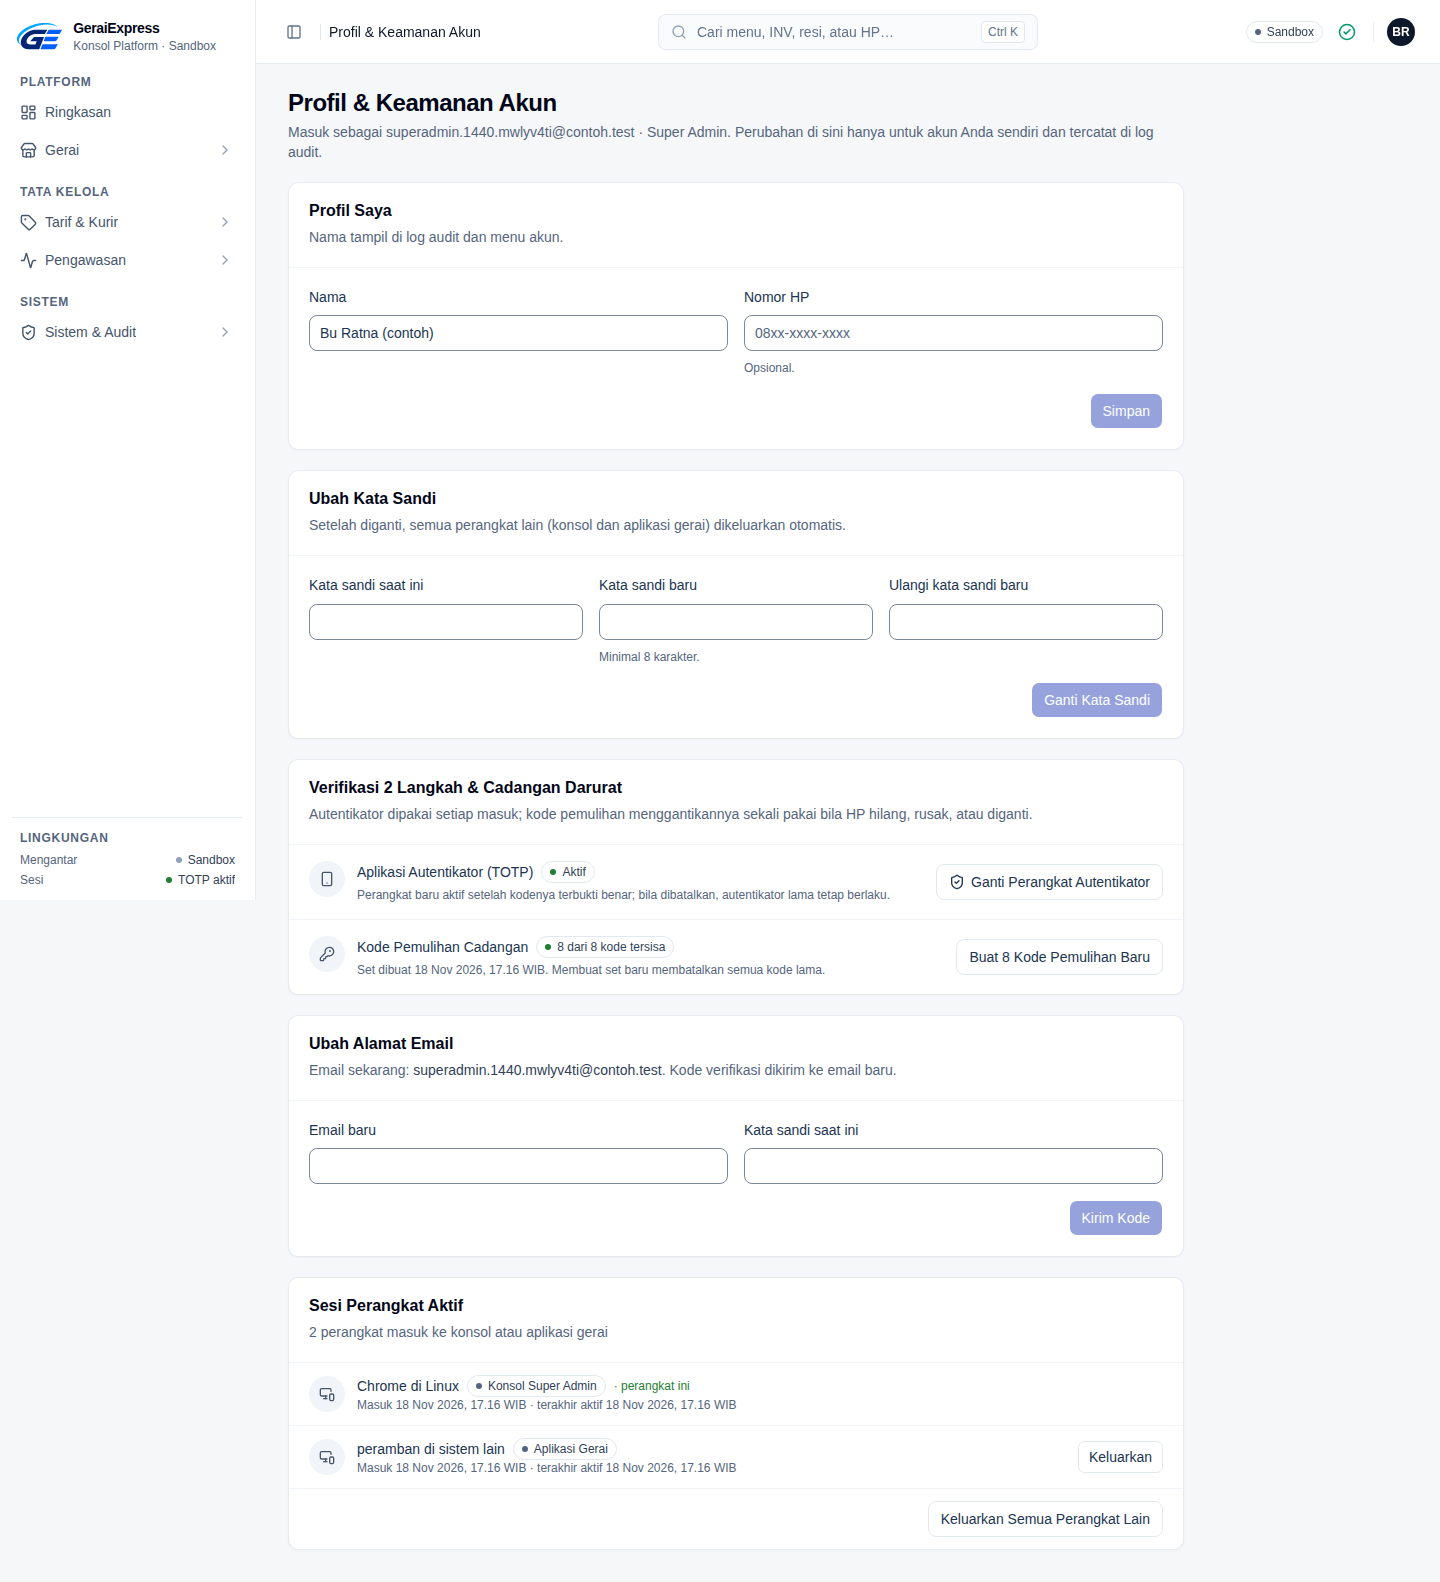 GE
GeraiExpress
Konsol Platform · Sandbox
PLATFORM
Ringkasan
Gerai
TATA KELOLA
Tarif & Kurir
Pengawasan
SISTEM
Sistem & Audit
LINGKUNGAN
Mengantar
Sandbox
Sesi
TOTP aktif
Profil & Keamanan Akun
Cari menu, INV, resi, atau HP…
Ctrl K
Sandbox
BR
Profil & Keamanan Akun
Masuk sebagai superadmin.1440.mwlyv4ti@contoh.test · Super Admin. Perubahan di sini hanya untuk akun Anda sendiri dan tercatat di log
audit.
Profil Saya
Nama tampil di log audit dan menu akun.
Nama
Nomor HP
Bu Ratna (contoh)
08xx-xxxx-xxxx
Opsional.
Simpan
Ubah Kata Sandi
Setelah diganti, semua perangkat lain (konsol dan aplikasi gerai) dikeluarkan otomatis.
Kata sandi saat ini
Kata sandi baru
Ulangi kata sandi baru
Minimal 8 karakter.
Ganti Kata Sandi
Verifikasi 2 Langkah & Cadangan Darurat
Autentikator dipakai setiap masuk; kode pemulihan menggantikannya sekali pakai bila HP hilang, rusak, atau diganti.
Aplikasi Autentikator (TOTP)
Aktif
Perangkat baru aktif setelah kodenya terbukti benar; bila dibatalkan, autentikator lama tetap berlaku.
Ganti Perangkat Autentikator
Kode Pemulihan Cadangan
8 dari 8 kode tersisa
Set dibuat 18 Nov 2026, 17.16 WIB. Membuat set baru membatalkan semua kode lama.
Buat 8 Kode Pemulihan Baru
Ubah Alamat Email
Email sekarang: superadmin.1440.mwlyv4ti@contoh.test. Kode verifikasi dikirim ke email baru.
Email baru
Kata sandi saat ini
Kirim Kode
Sesi Perangkat Aktif
2 perangkat masuk ke konsol atau aplikasi gerai
Chrome di Linux
Konsol Super Admin
· perangkat ini
Masuk 18 Nov 2026, 17.16 WIB · terakhir aktif 18 Nov 2026, 17.16 WIB
peramban di sistem lain
Aplikasi Gerai
Masuk 18 Nov 2026, 17.16 WIB · terakhir aktif 18 Nov 2026, 17.16 WIB
Keluarkan
Keluarkan Semua Perangkat Lain